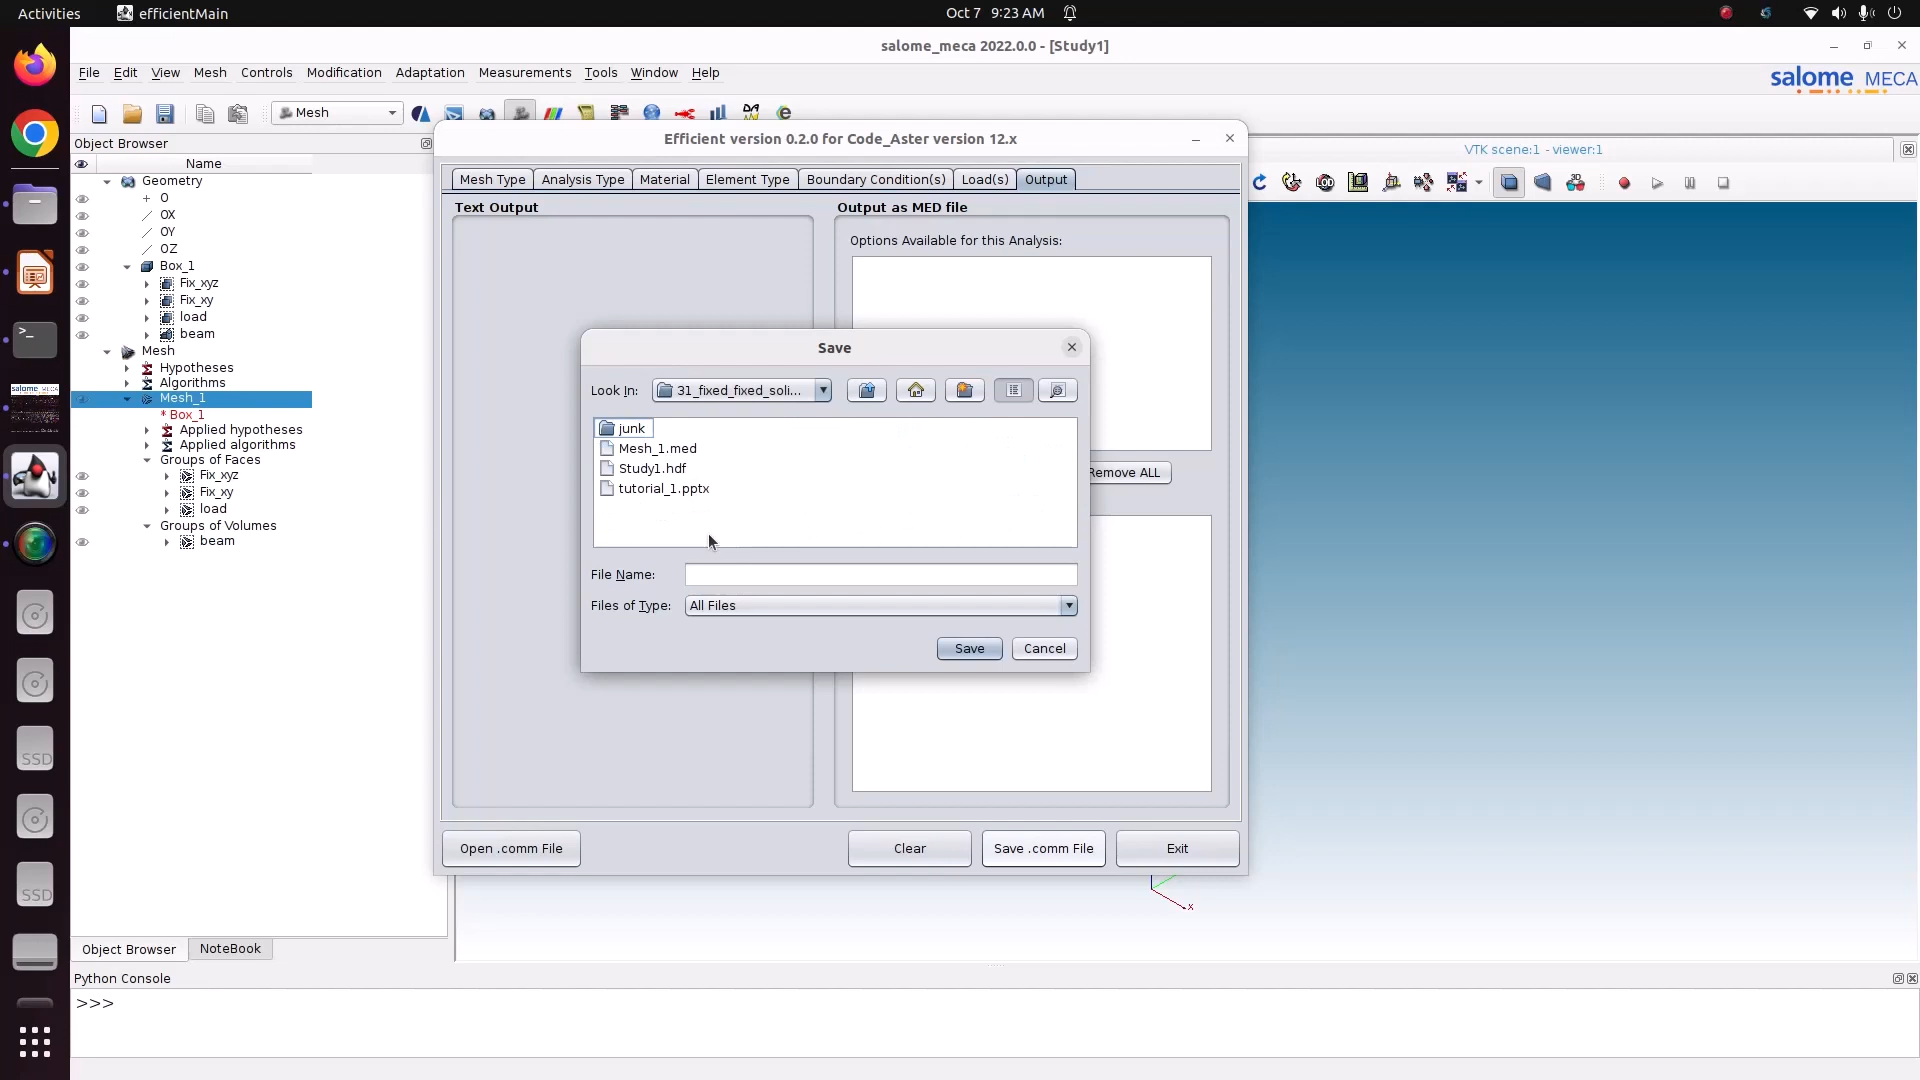 Activities
efficientMain
Oct 7 9:23 AM
salome_meca 2022.0.0 - [Study1]
File Edit View Mesh Controls Modification Adaptation Measurements Tools Window Help
salome MECA
Mesh
Object Browser
Name
Geometry
O
OX
OY
OZ
Box_1
Fix_xyz
Fix_xy
load
beam
Mesh
Hypotheses
Algorithms
Mesh_1
* Box_1
Applied hypotheses
Applied algorithms
Groups of Faces
Fix_xyz
Fix_xy
load
Groups of Volumes
beam
Object Browser
NoteBook
Efficient version 0.2.0 for Code_Aster version 12.x
Mesh Type
Analysis Type
Material
Element Type
Boundary Condition(s)
Load(s)
Output
Text Output
Output as MED file
Options Available for this Analysis:
Remove ALL
Save
Look In:
31_fixed_fixed_soli...
junk
Mesh_1.med
Study1.hdf
tutorial_1.pptx
File Name:
Files of Type:
All Files
Save
Cancel
Open .comm File
Clear
Save .comm File
Exit
VTK scene:1 - viewer:1
3D
x
Python Console
>>>
SSD
SSD